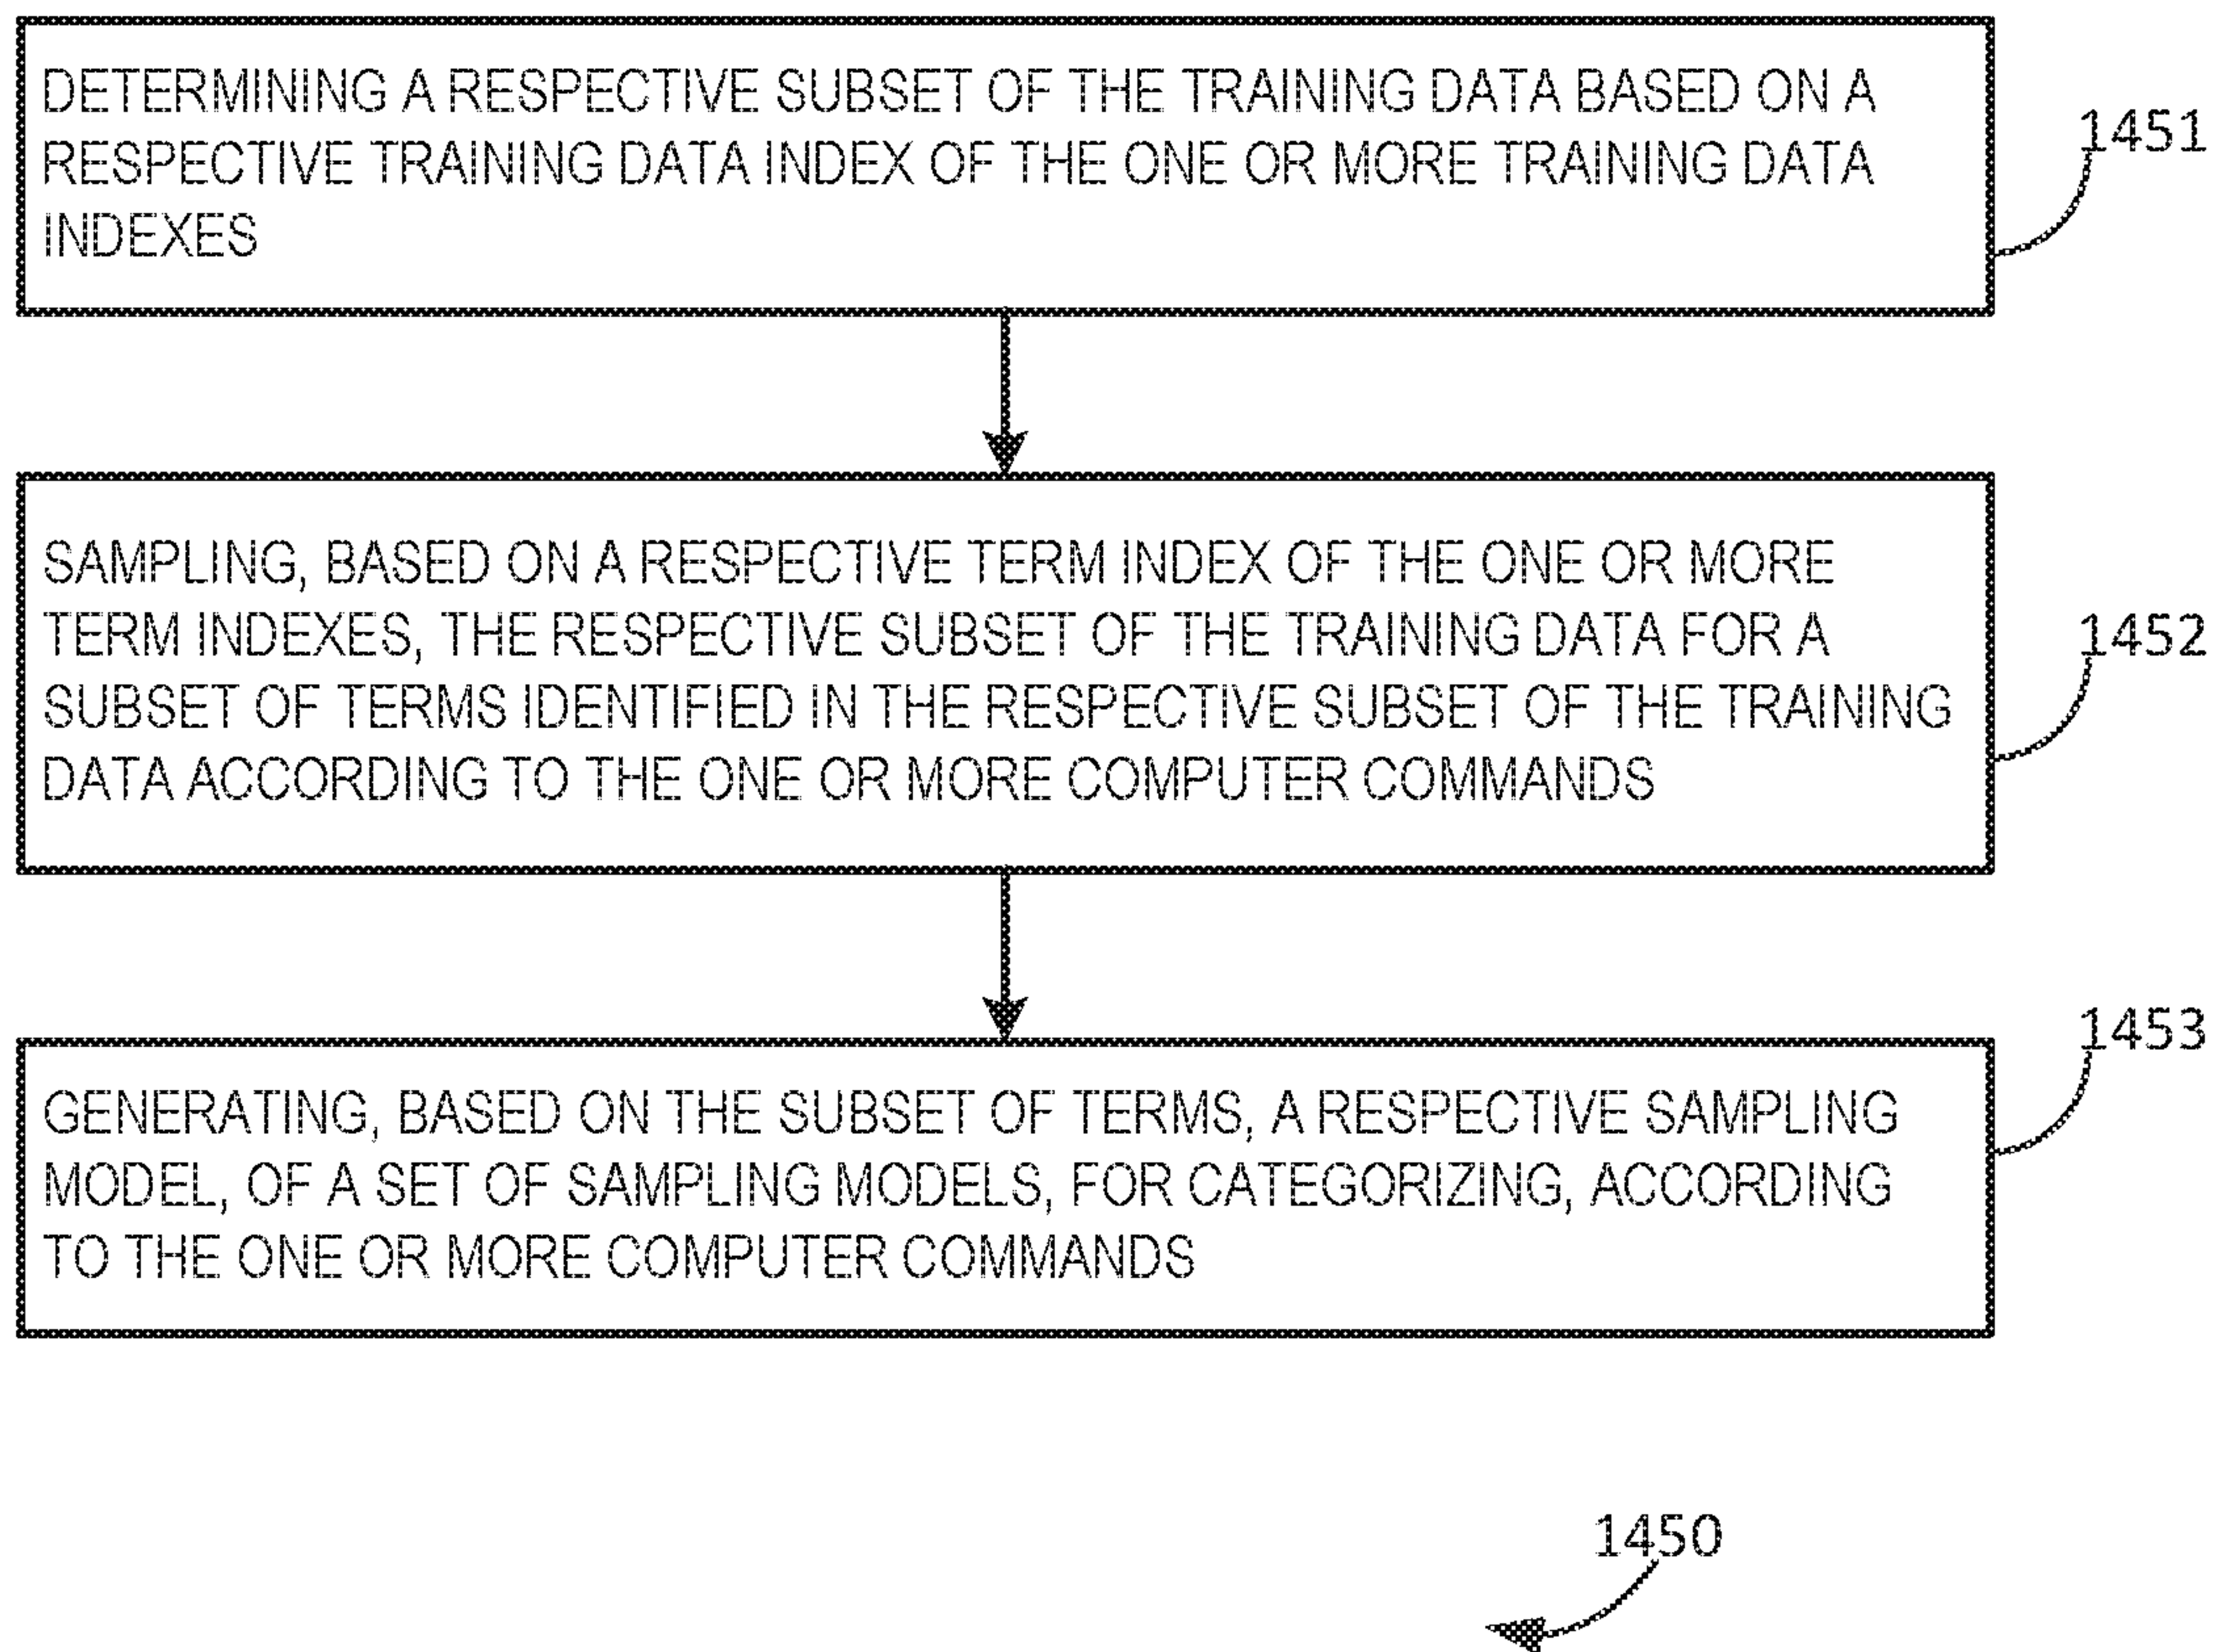 DETERMINING A RESPECTIVE SUBSET OF THE TRAINING DATA BASED ON A
RESPECTIVE TRAINING DATA INDEX OF THE ONE OR MORE TRAINING DATA
INDEXES
1451
SAMPLING, BASED ON A RESPECTIVE TERM INDEX OF THE ONE OR MORE
TERM INDEXES, THE RESPECTIVE SUBSET OF THE TRAINING DATA FOR A
SUBSET OF TERMS IDENTIFIED IN THE RESPECTIVE SUBSET OF THE TRAINING
DATA ACCORDING TO THE ONE OR MORE COMPUTER COMMANDS
1452
GENERATING, BASED ON THE SUBSET OF TERMS, A RESPECTIVE SAMPLING
MODEL, OF A SET OF SAMPLING MODELS, FOR CATEGORIZING, ACCORDING
TO THE ONE OR MORE COMPUTER COMMANDS
1453
1450